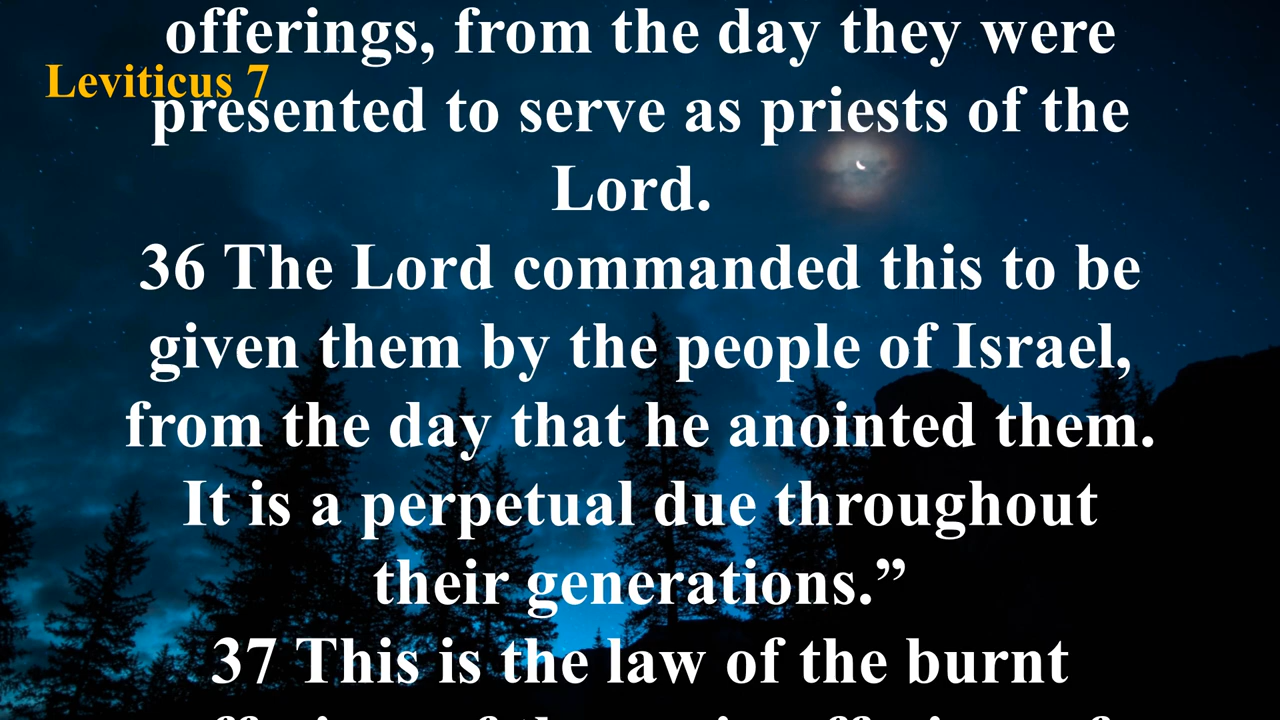 offerings, from the day they were
Leviticus 7
presented to serve as priests of the
Lord.
36 The Lord commanded this to be
given them by the people of Israel,
from the day that he anointed them.
It is a perpetual due throughout
their generations.”
37 This is the law of the burnt